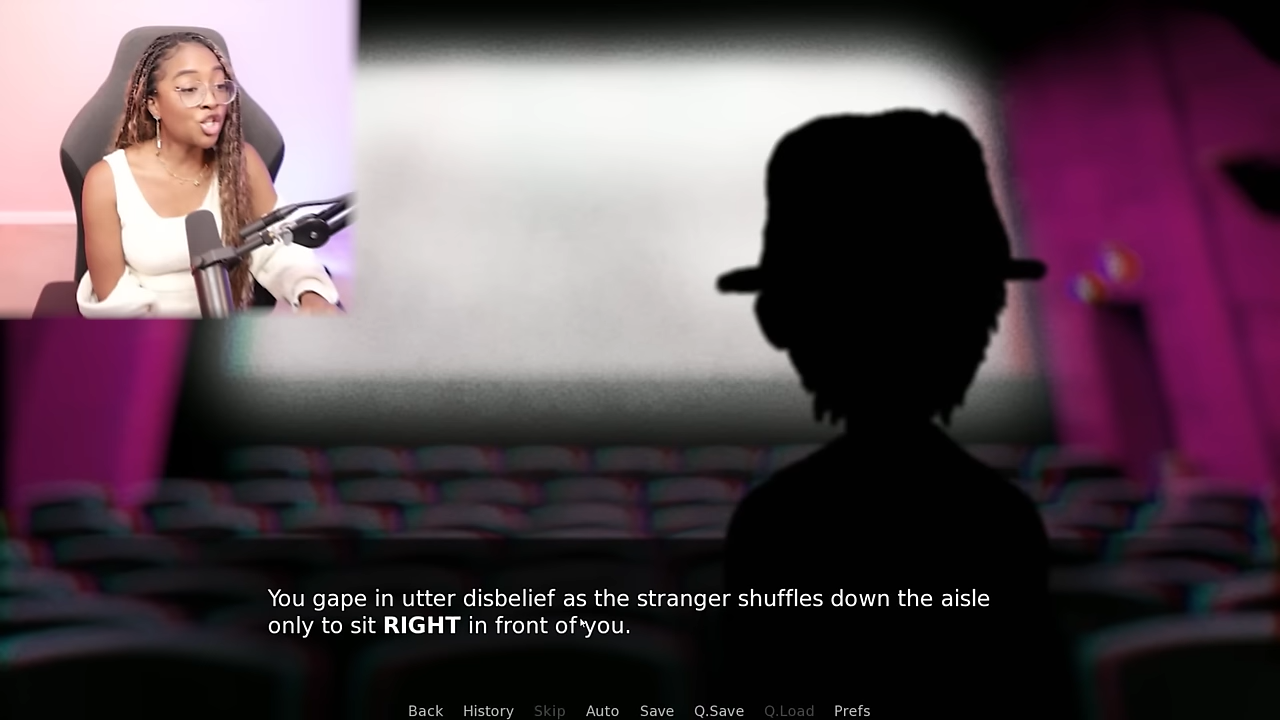 You gape in utter disbelief as the stranger shuffles down the aisle
only to sit RIGHT in front of you.
Back History Skip Auto Save Q.Save Q.Load Prefs